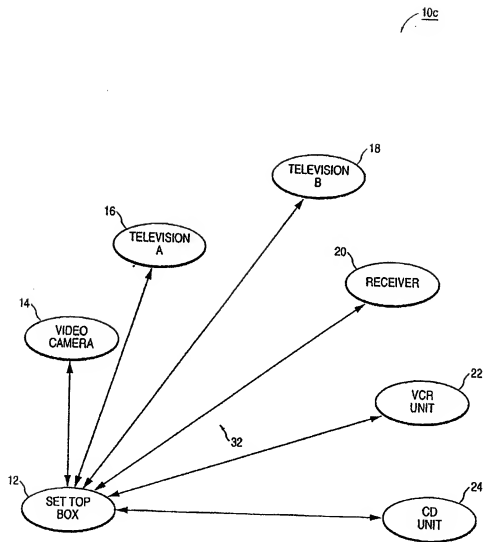 10c
18
TELEVISION
B
16
TELEVISION
A
20
RECEIVER
14
VIDEO
CAMERA
22
VCR
UNIT
32
12
SET TOP
BOX
24
CD
UNIT